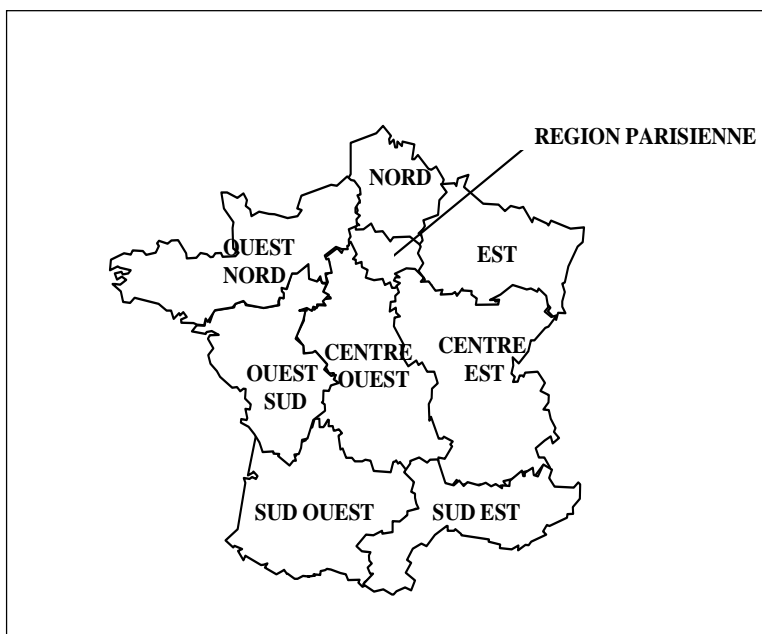 REGION PARISIENNE
NORD
OUEST
NORD
EST
CENTRE
OUEST
CENTRE
EST
OUEST
SUD
SUD OUEST
SUD EST